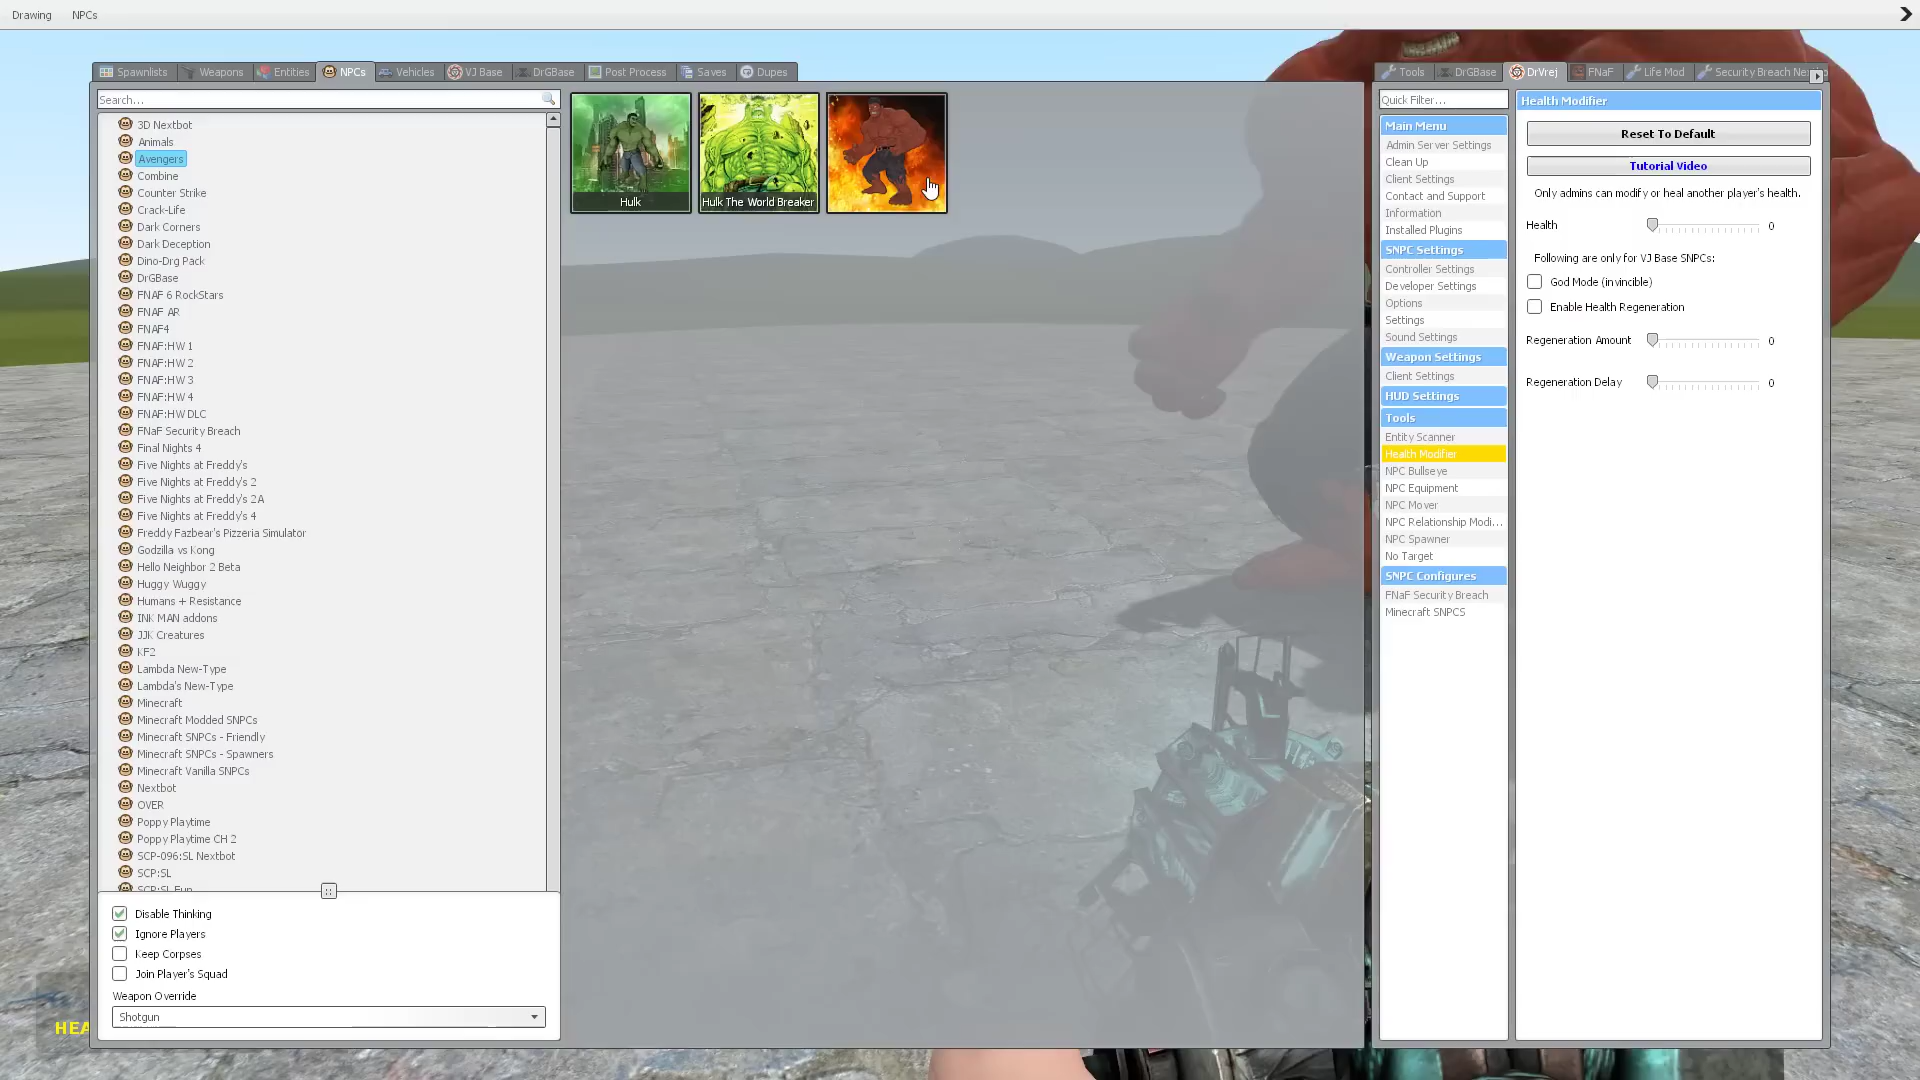 Drawing NPCs
Spawnlists Weapons Entities NPCs Vehicles VJ Base DrGBase Post Process Saves Dupes
Search...
3D Nextbot
Animals
Avengers
Combine
Counter Strike
Crack-Life
Dark Corners
Dark Deception
Dino-Drg Pack
DrGBase
FNAF 6 RockStars
FNAF AR
FNAF4
FNAF:HW 1
FNAF:HW 2
FNAF:HW 3
FNAF:HW 4
FNAF:HW DLC
FNaF Security Breach
Final Nights 4
Five Nights at Freddy's
Five Nights at Freddy's 2
Five Nights at Freddy's 2A
Five Nights at Freddy's 4
Freddy Fazbear's Pizzeria Simulator
Godzilla vs Kong
Hello Neighbor 2 Beta
Huggy Wuggy
Humans + Resistance
INK MAN addons
JJK Creatures
KF2
Lambda New-Type
Lambda's New-Type
Minecraft
Minecraft Modded SNPCs
Minecraft SNPCs - Friendly
Minecraft SNPCs - Spawners
Minecraft Vanilla SNPCs
Nextbot
OVER
Poppy Playtime
Poppy Playtime CH 2
SCP-096:SL Nextbot
SCP:SL
SCP:SL Fun
Disable Thinking
Ignore Players
Keep Corpses
Join Player's Squad
Weapon Override
Shotgun
HEA
Hulk
Hulk The World Breaker
Tools DrGBase DrVrej FNaF Life Mod Security Breach
Quick Filter...
Main Menu
Admin Server Settings
Clean Up
Client Settings
Contact and Support
Information
Installed Plugins
SNPC Settings
Controller Settings
Developer Settings
Options
Settings
Sound Settings
Weapon Settings
Client Settings
HUD Settings
Tools
Entity Scanner
Health Modifier
NPC Bullseye
NPC Equipment
NPC Mover
NPC Relationship Modi...
NPC Spawner
No Target
SNPC Configures
FNaF Security Breach
Minecraft SNPCS
Health Modifier
Reset To Default
Tutorial Video
Only admins can modify or heal another player's health.
Health 0
Following are only for VJ Base SNPCs:
God Mode (invincible)
Enable Health Regeneration
Regeneration Amount 0
Regeneration Delay 0